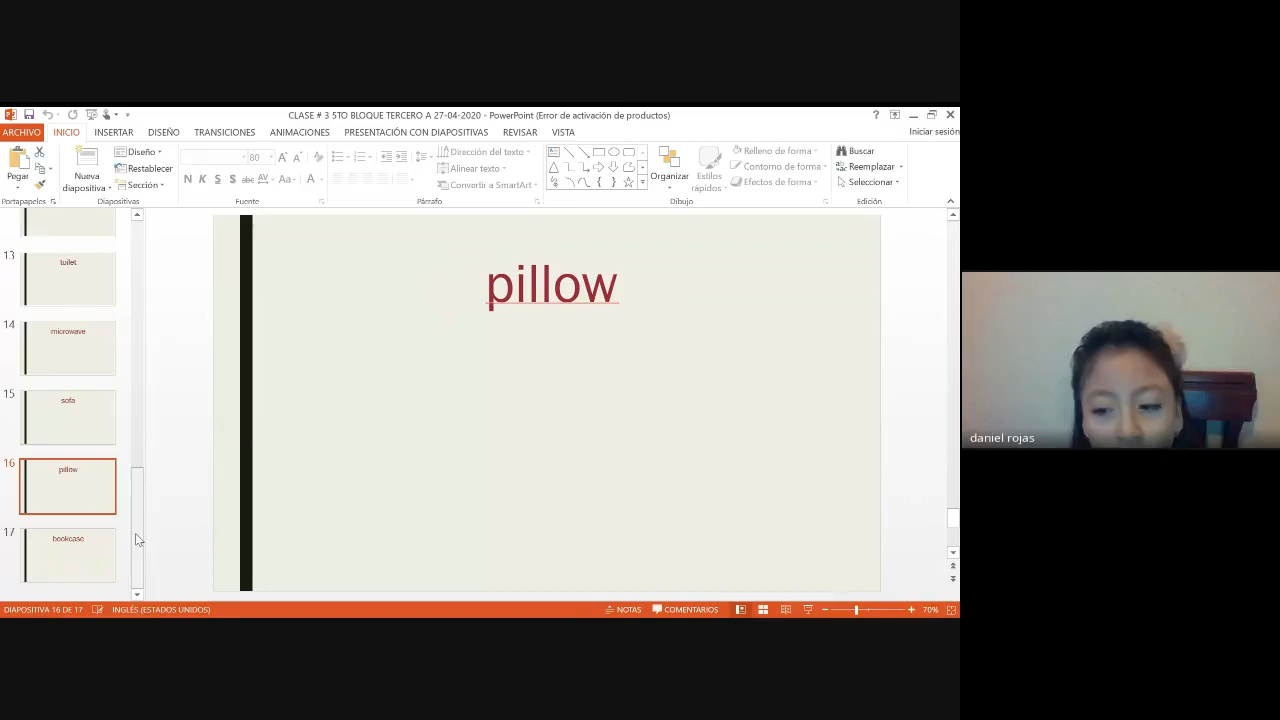 CLASE # 3 5TO BLOQUE TERCERO A 27-04-2020 - PowerPoint (Error de activación de productos)
?
ARCHIVO INICIO INSERTAR DISEÑO TRANSICIONES ANIMACIONES PRESENTACIÓN CON DIAPOSITIVAS REVISAR VISTA
Iniciar sesión
Pegar
Nueva diapositiva
Diseño
Restablecer
Sección
80
N K S S abc AV Aa A
Dirección del texto
Alinear texto
Convertir a SmartArt
Organizar
Estilos rápidos
Relleno de forma
Contorno de forma
Efectos de forma
Buscar
Reemplazar
Seleccionar
Portapapeles Diapositivas Fuente Párrafo Dibujo Edición
13
toilet
14
microwave
15
sofa
16
pillow
17
bookcase
pillow
daniel rojas
DIAPOSITIVA 16 DE 17 INGLÉS (ESTADOS UNIDOS) NOTAS COMENTARIOS 70%